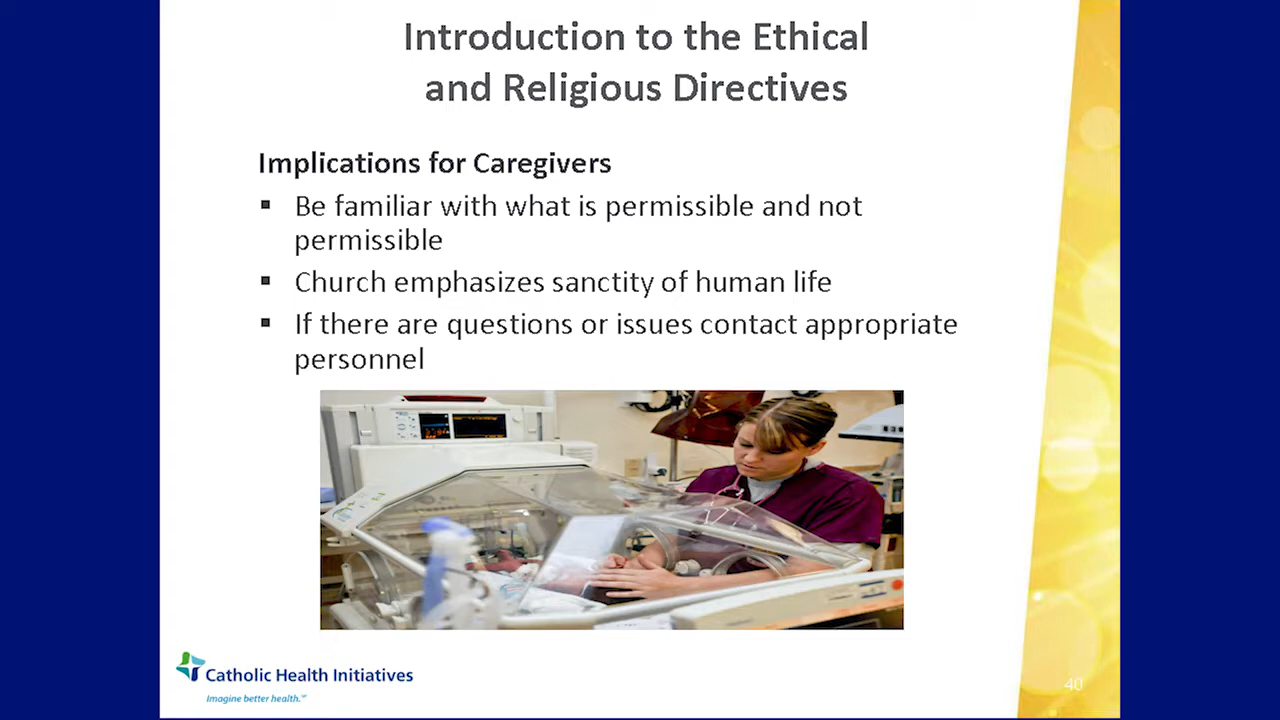 Introduction to the Ethical
and Religious Directives
Implications for Caregivers
▪ Be familiar with what is permissible and not
permissible
▪ Church emphasizes sanctity of human life
▪ If there are questions or issues contact appropriate
personnel
Catholic Health Initiatives
Imagine better health.℠
40